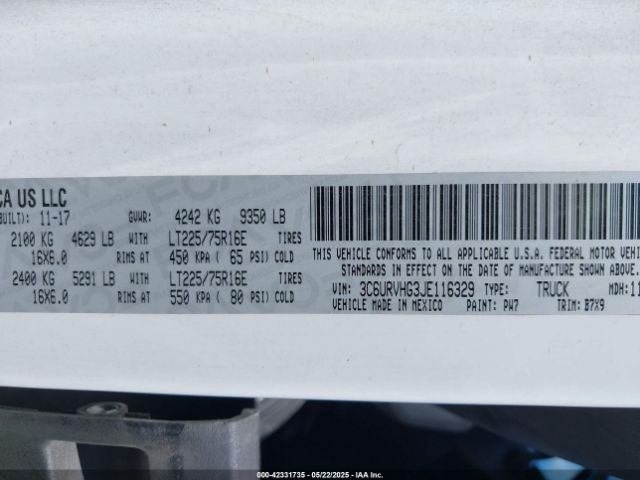 CA US LLC
BUILT): 11-17 GVWR: 4242 KG 9350 LB
2100 KG 4629 LB WITH LT225/75R16E TIRES
16X6.0 RIMS AT 450 KPA ( 65 PSI) COLD
2400 KG 5291 LB WITH LT225/75R16E TIRES
16X6.0 RIMS AT 550 KPA ( 80 PSI) COLD
THIS VEHICLE CONFORMS TO ALL APPLICABLE U.S.A. FEDERAL MOTOR VEHI
STANDARDS IN EFFECT ON THE DATE OF MANUFACTURE SHOWN ABOVE.
VIN: 3C6URVHG3JE116329 TYPE: TRUCK MDH: 11
VEHICLE MADE IN MEXICO PAINT: PW7 TRIM: B7X9
000-42331735 - 05/22/2025 - IAA Inc.